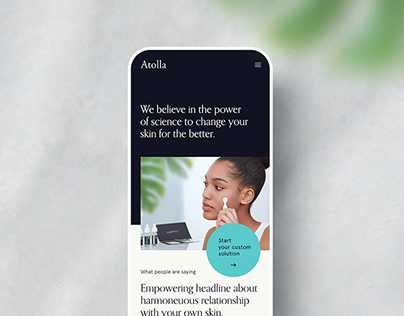 Atolla
We believe in the power
of science to change your
skin for the better.
Start
your custom
solution
What people are saying
Empowering headline about
harmoneuous relationship
with your own skin.